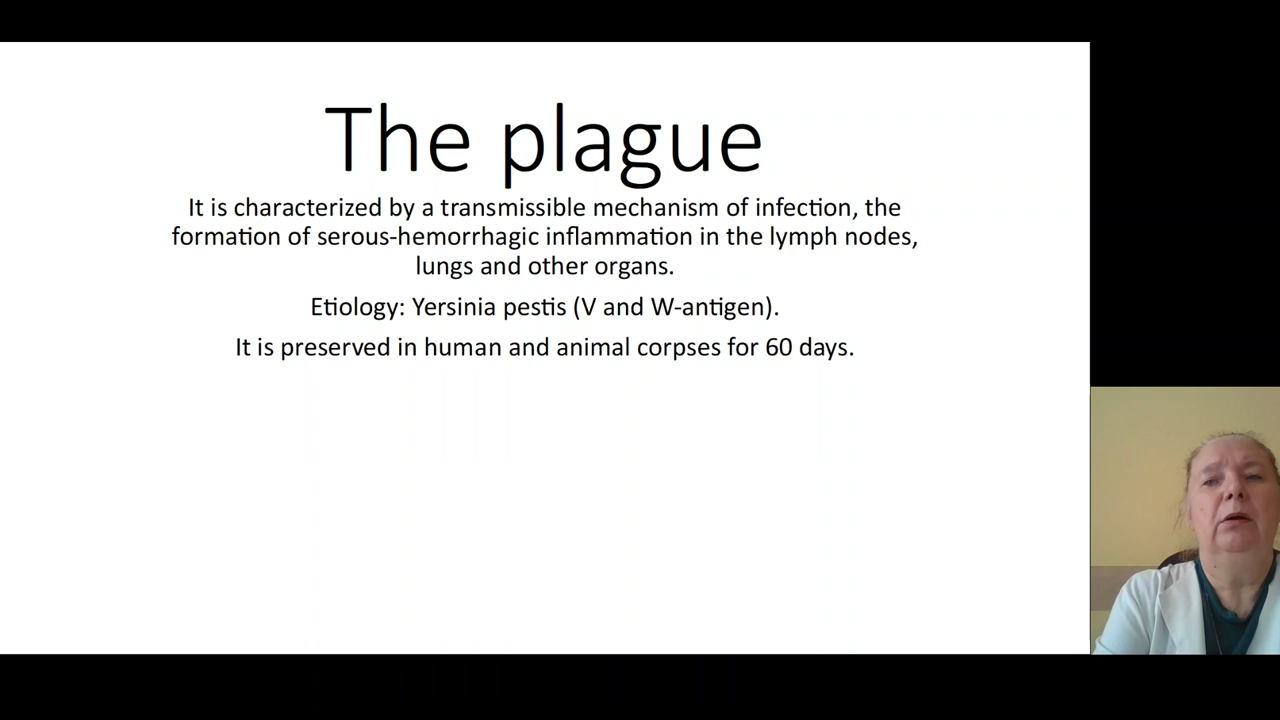 The plague
It is characterized by a transmissible mechanism of infection, the
formation of serous-hemorrhagic inflammation in the lymph nodes,
lungs and other organs.
Etiology: Yersinia pestis (V and W-antigen).
It is preserved in human and animal corpses for 60 days.